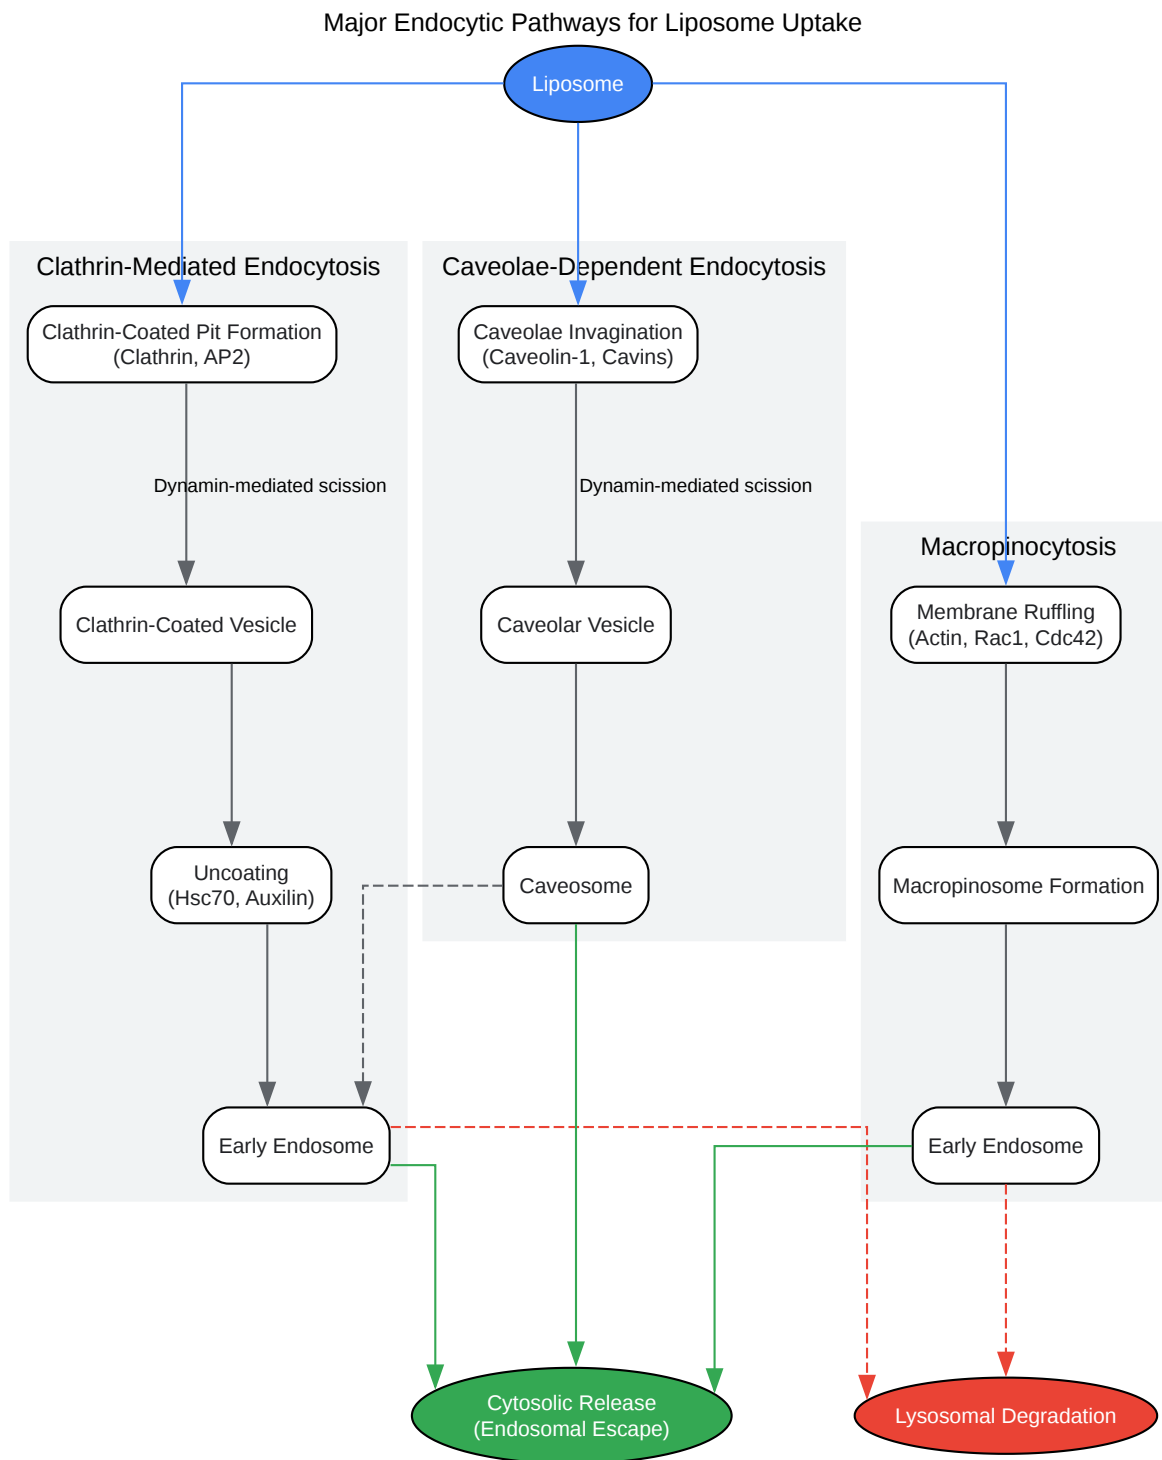 Major Endocytic Pathways for Liposome Uptake
Liposome
Clathrin-Mediated Endocytosis
Caveolae-Dependent Endocytosis
Clathrin-Coated Pit Formation
(Clathrin, AP2)
Caveolae Invagination
(Caveolin-1, Cavins)
Dynamin-mediated scission
Dynamin-mediated scission
Macropinocytosis
Clathrin-Coated Vesicle
Caveolar Vesicle
Membrane Ruffling
(Actin, Rac1, Cdc42)
Uncoating
(Hsc70, Auxilin)
Caveosome
Macropinosome Formation
Early Endosome
Early Endosome
Cytosolic Release
(Endosomal Escape)
Lysosomal Degradation